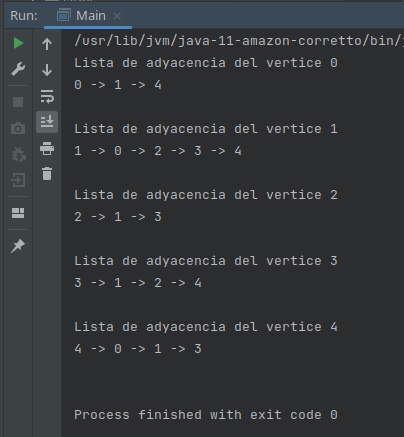 Run: Main
/usr/lib/jvm/java-11-amazon-corretto/bin/
Lista de adyacencia del vertice 0
0 -> 1 -> 4
Lista de adyacencia del vertice 1
1 -> 0 -> 2 -> 3 -> 4
Lista de adyacencia del vertice 2
2 -> 1 -> 3
Lista de adyacencia del vertice 3
3 -> 1 -> 2 -> 4
Lista de adyacencia del vertice 4
4 -> 0 -> 1 -> 3
Process finished with exit code 0